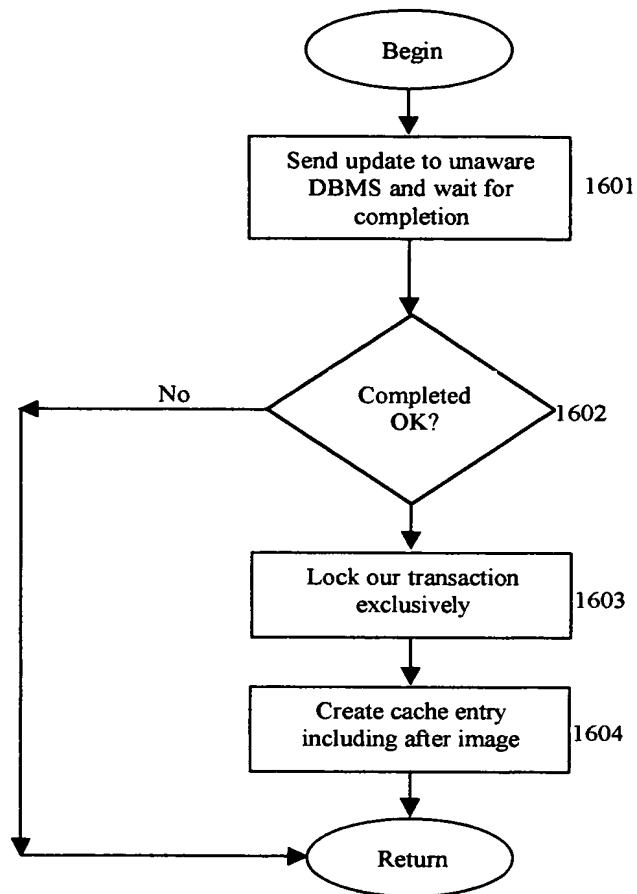 Begin
Send update to unaware
DBMS and wait for
completion
1601
Completed
OK?
1602
No
Lock our transaction
exclusively
1603
Create cache entry
including after image
1604
Return